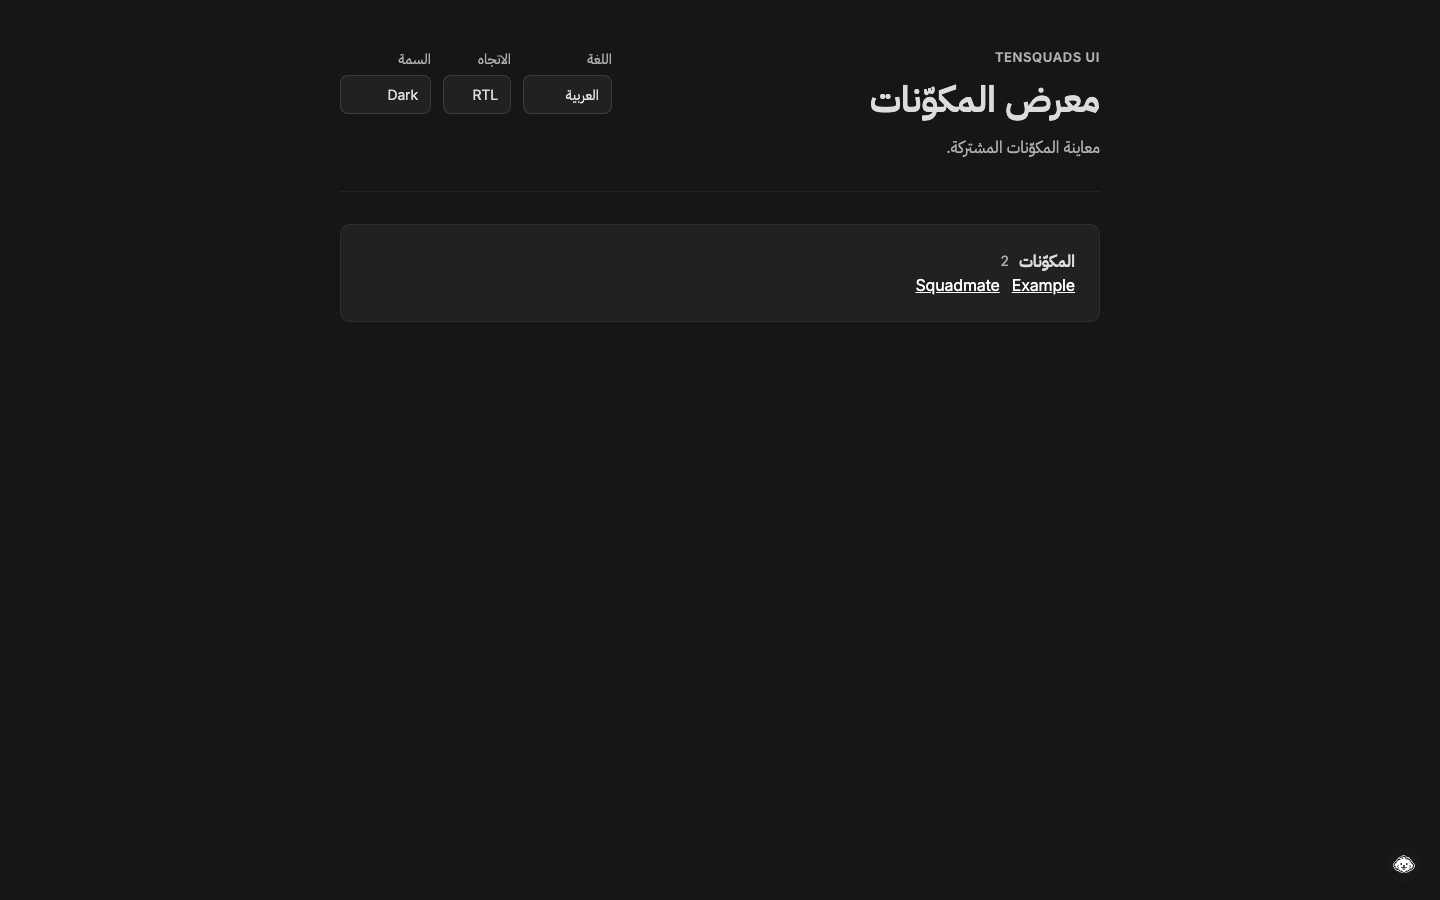 TENSQUADS UI
معرض المكوّنات
معاينة المكوّنات المشتركة.
اللغة
العربية
الاتجاه
RTL
السمة
Dark
المكوّنات 2
Example Squadmate